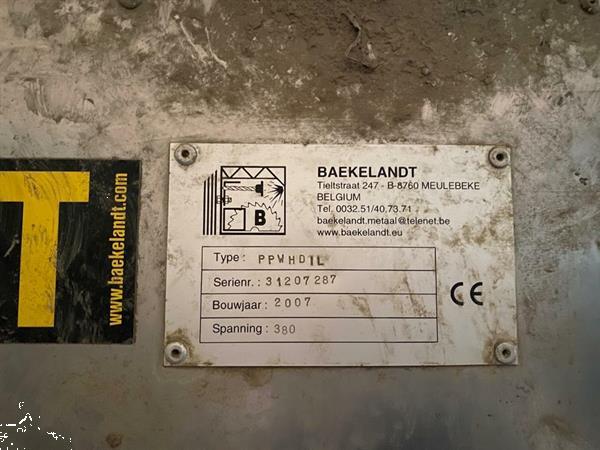 T
www.baekelandt.com
B
BAEKELANDT
Tieltstraat 247 - B-8760 MEULEBEKE
BELGIUM
Tel. 0032.51/40.73.71
baekelandt.metaal@telenet.be
www.baekelandt.eu
Type : PPWHD1L
Serienr. : 31207287
Bouwjaar : 2007
Spanning : 380
CE